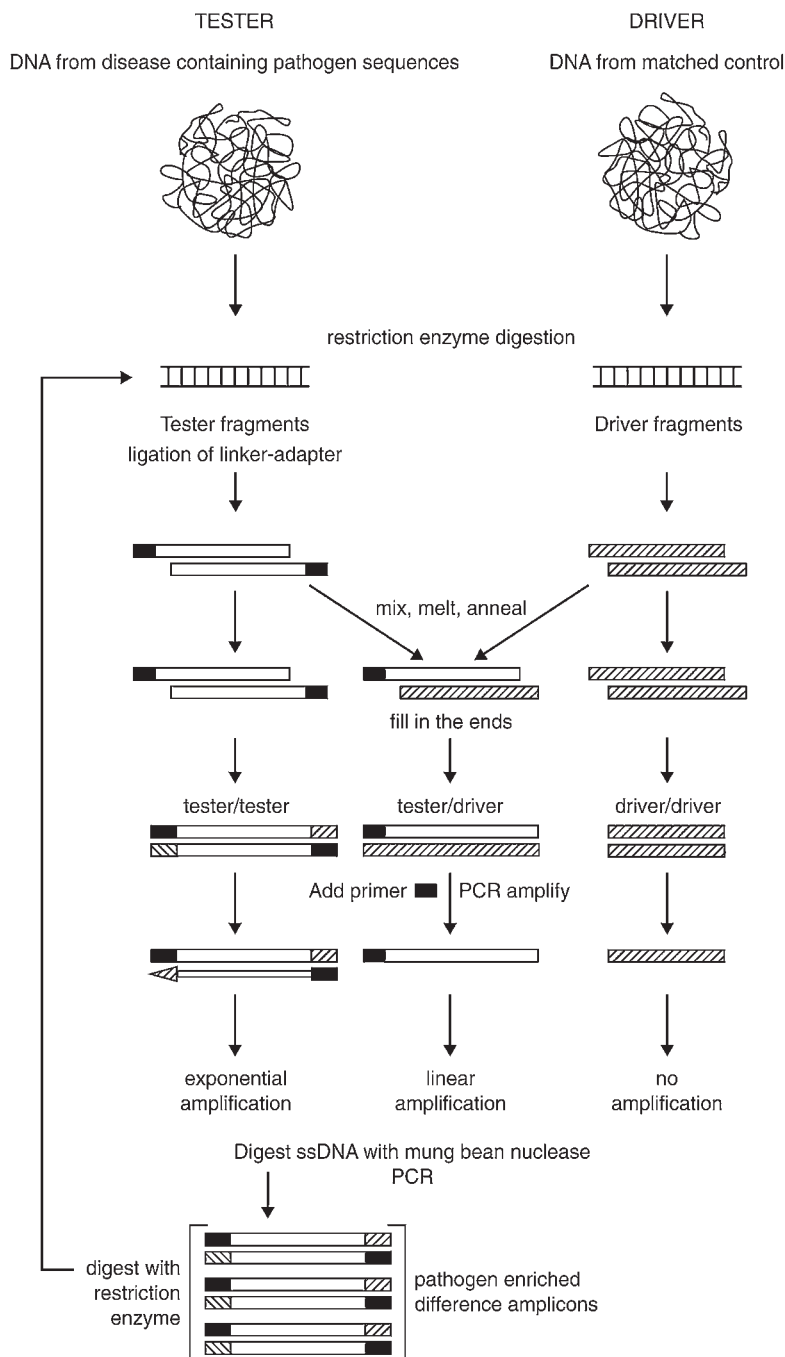 TESTER
DRIVER
DNA from disease containing pathogen sequences
DNA from matched control
restriction enzyme digestion
Tester fragments
ligation of linker-adapter
Driver fragments
mix, melt, anneal
fill in the ends
tester/tester
tester/driver
driver/driver
Add primer PCR amplify
exponential
amplification
linear
amplification
no
amplification
Digest ssDNA with mung bean nuclease
PCR
digest with
restriction
enzyme
pathogen enriched
difference amplicons